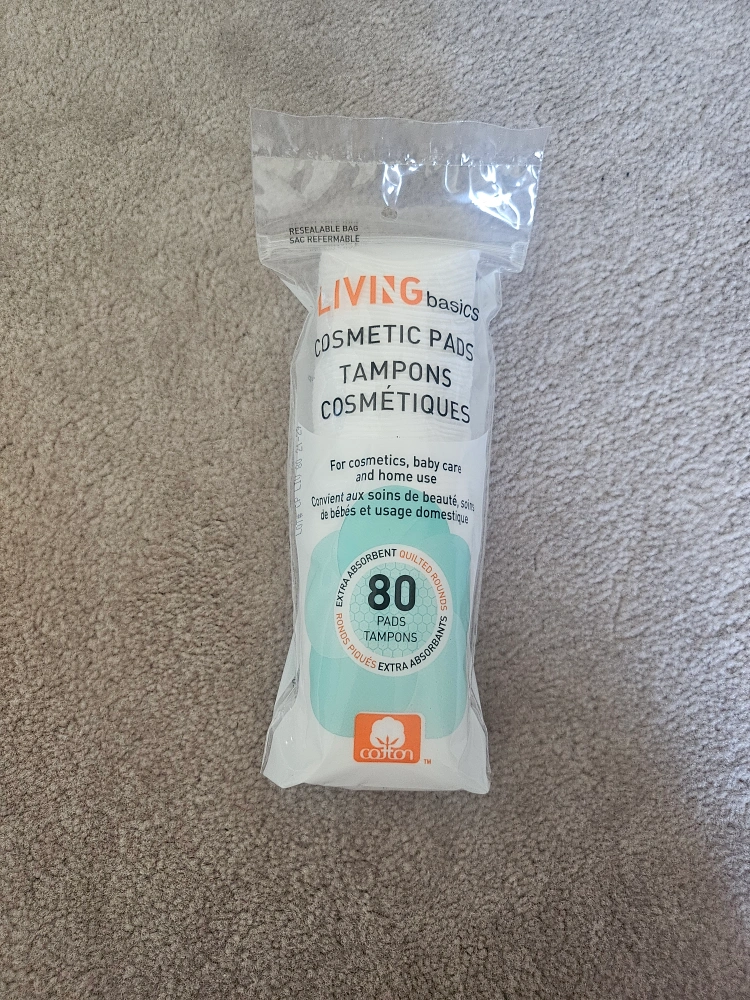 RESEALABLE BAG
SAC REFERMABLE
LIVING basics
COSMETIC PADS
TAMPONS
COSMÉTIQUES
For cosmetics, baby care
and home use
Convient aux soins de beauté, soins
de bébés et usage domestique
EXTRA ABSORBENT QUILTED ROUNDS
80
PADS
TAMPONS
RONDS PIQUÉS EXTRA ABSORBANTS
cotton TM